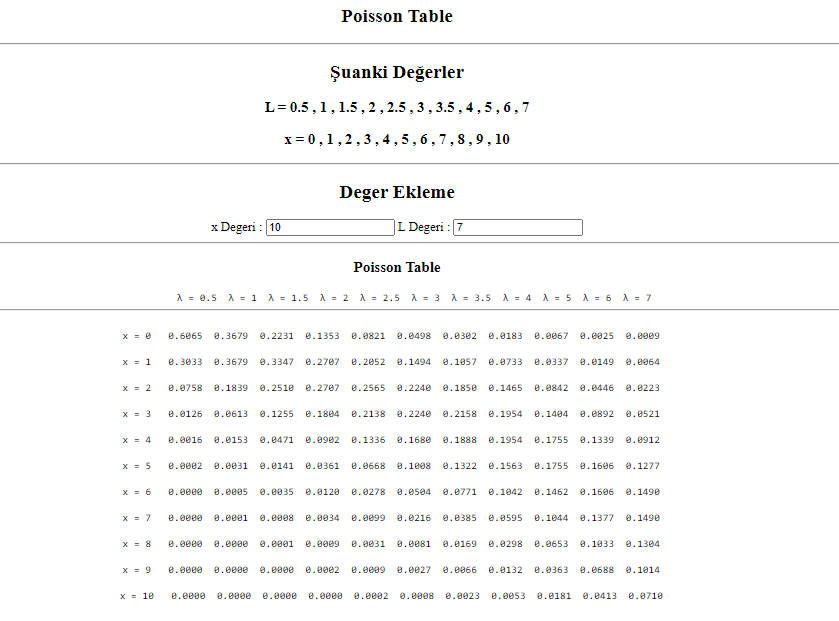 Poisson Table
Şuanki Değerler
L = 0.5 , 1 , 1.5 , 2 , 2.5 , 3 , 3.5 , 4 , 5 , 6 , 7
x = 0 , 1 , 2 , 3 , 4 , 5 , 6 , 7 , 8 , 9 , 10
Deger Ekleme
x Degeri : 10 L Degeri : 7
Poisson Table
λ = 0.5 λ = 1 λ = 1.5 λ = 2 λ = 2.5 λ = 3 λ = 3.5 λ = 4 λ = 5 λ = 6 λ = 7
x = 0 0.6065 0.3679 0.2231 0.1353 0.0821 0.0498 0.0302 0.0183 0.0067 0.0025 0.0009
x = 1 0.3033 0.3679 0.3347 0.2707 0.2052 0.1494 0.1057 0.0733 0.0337 0.0149 0.0064
x = 2 0.0758 0.1839 0.2510 0.2707 0.2565 0.2240 0.1850 0.1465 0.0842 0.0446 0.0223
x = 3 0.0126 0.0613 0.1255 0.1804 0.2138 0.2240 0.2158 0.1954 0.1404 0.0892 0.0521
x = 4 0.0016 0.0153 0.0471 0.0902 0.1336 0.1680 0.1888 0.1954 0.1755 0.1339 0.0912
x = 5 0.0002 0.0031 0.0141 0.0361 0.0668 0.1008 0.1322 0.1563 0.1755 0.1606 0.1277
x = 6 0.0000 0.0005 0.0035 0.0120 0.0278 0.0504 0.0771 0.1042 0.1462 0.1606 0.1490
x = 7 0.0000 0.0001 0.0008 0.0034 0.0099 0.0216 0.0385 0.0595 0.1044 0.1377 0.1490
x = 8 0.0000 0.0000 0.0001 0.0009 0.0031 0.0081 0.0169 0.0298 0.0653 0.1033 0.1304
x = 9 0.0000 0.0000 0.0000 0.0002 0.0009 0.0027 0.0066 0.0132 0.0363 0.0688 0.1014
x = 10 0.0000 0.0000 0.0000 0.0000 0.0002 0.0008 0.0023 0.0053 0.0181 0.0413 0.0710